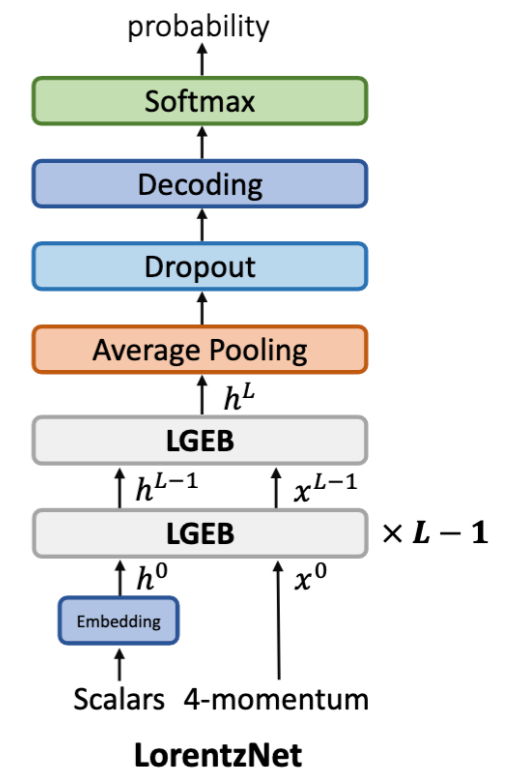 probability
Softmax
Decoding
Dropout
Average Pooling
h^L
LGEB
h^{L-1} x^{L-1}
LGEB × L − 1
h^0 x^0
Embedding
Scalars 4-momentum
LorentzNet